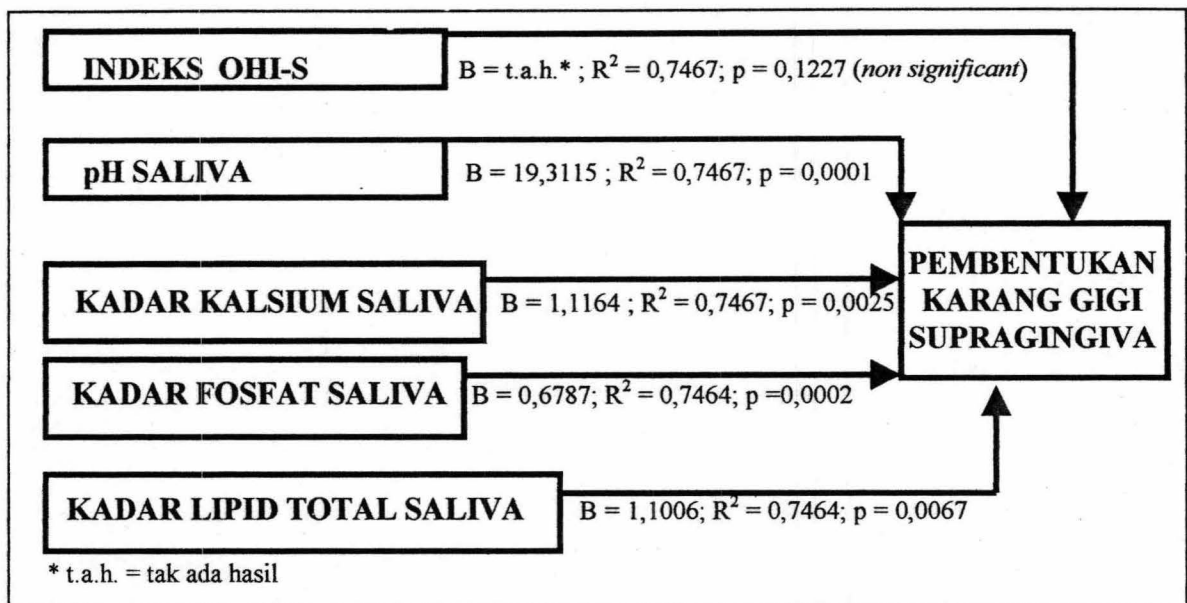 INDEKS OHI-S
B = t.a.h.* ; R² = 0,7467; p = 0,1227 (non significant)
pH SALIVA
B = 19,3115 ; R² = 0,7467; p = 0,0001
KADAR KALSIUM SALIVA
B = 1,1164 ; R² = 0,7467; p = 0,0025
KADAR FOSFAT SALIVA
B = 0,6787; R² = 0,7464; p =0,0002
KADAR LIPID TOTAL SALIVA
B = 1,1006; R² = 0,7464; p = 0,0067
PEMBENTUKAN
KARANG GIGI
SUPRAGINGIVA
* t.a.h. = tak ada hasil